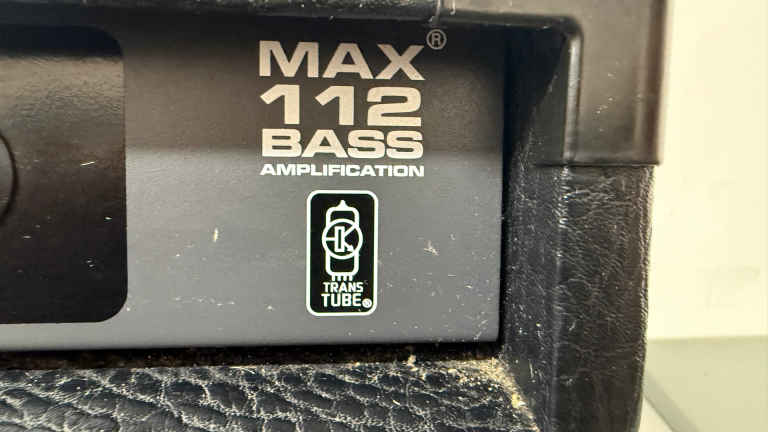 MAX®
112
BASS
AMPLIFICATION
TRANS
TUBE®